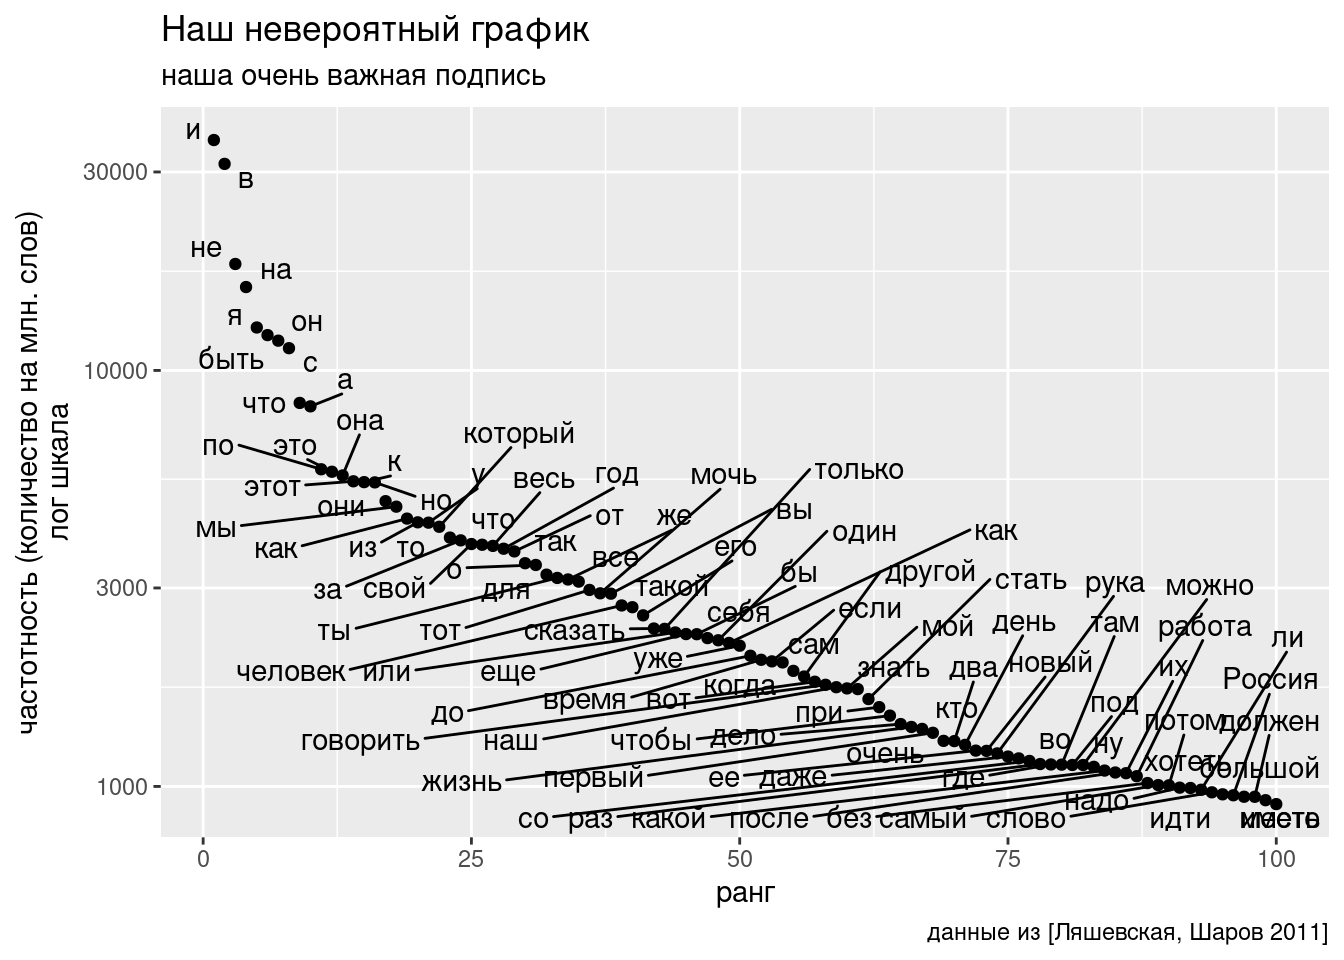 Наш невероятный график
наша очень важная подпись
частотность (количество на млн. слов)
лог шкала
30000
10000
3000
1000
и
в
не
на
я
он
быть
с
а
что
она
который
по
это
к
у
весь
год
мочь
только
этот
они
но
что
от
же
вы
мы
как
из
то
так
его
один
как
за
свой
о
для
все
такой
бы
другой
стать
рука
можно
ты
тот
сказать
себя
если
мой
день
там
работа
ли
человек
или
еще
уже
сам
знать
два
новый
их
Россия
до
время
вот
когда
при
кто
под
потом
должен
говорить
наш
чтобы
дело
очень
во
ну
хотеть
большой
жизнь
первый
ее
даже
где
надо
со
раз
какой
после
без
самый
слово
идти
иметь
0
25
50
75
100
ранг
данные из [Ляшевская, Шаров 2011]